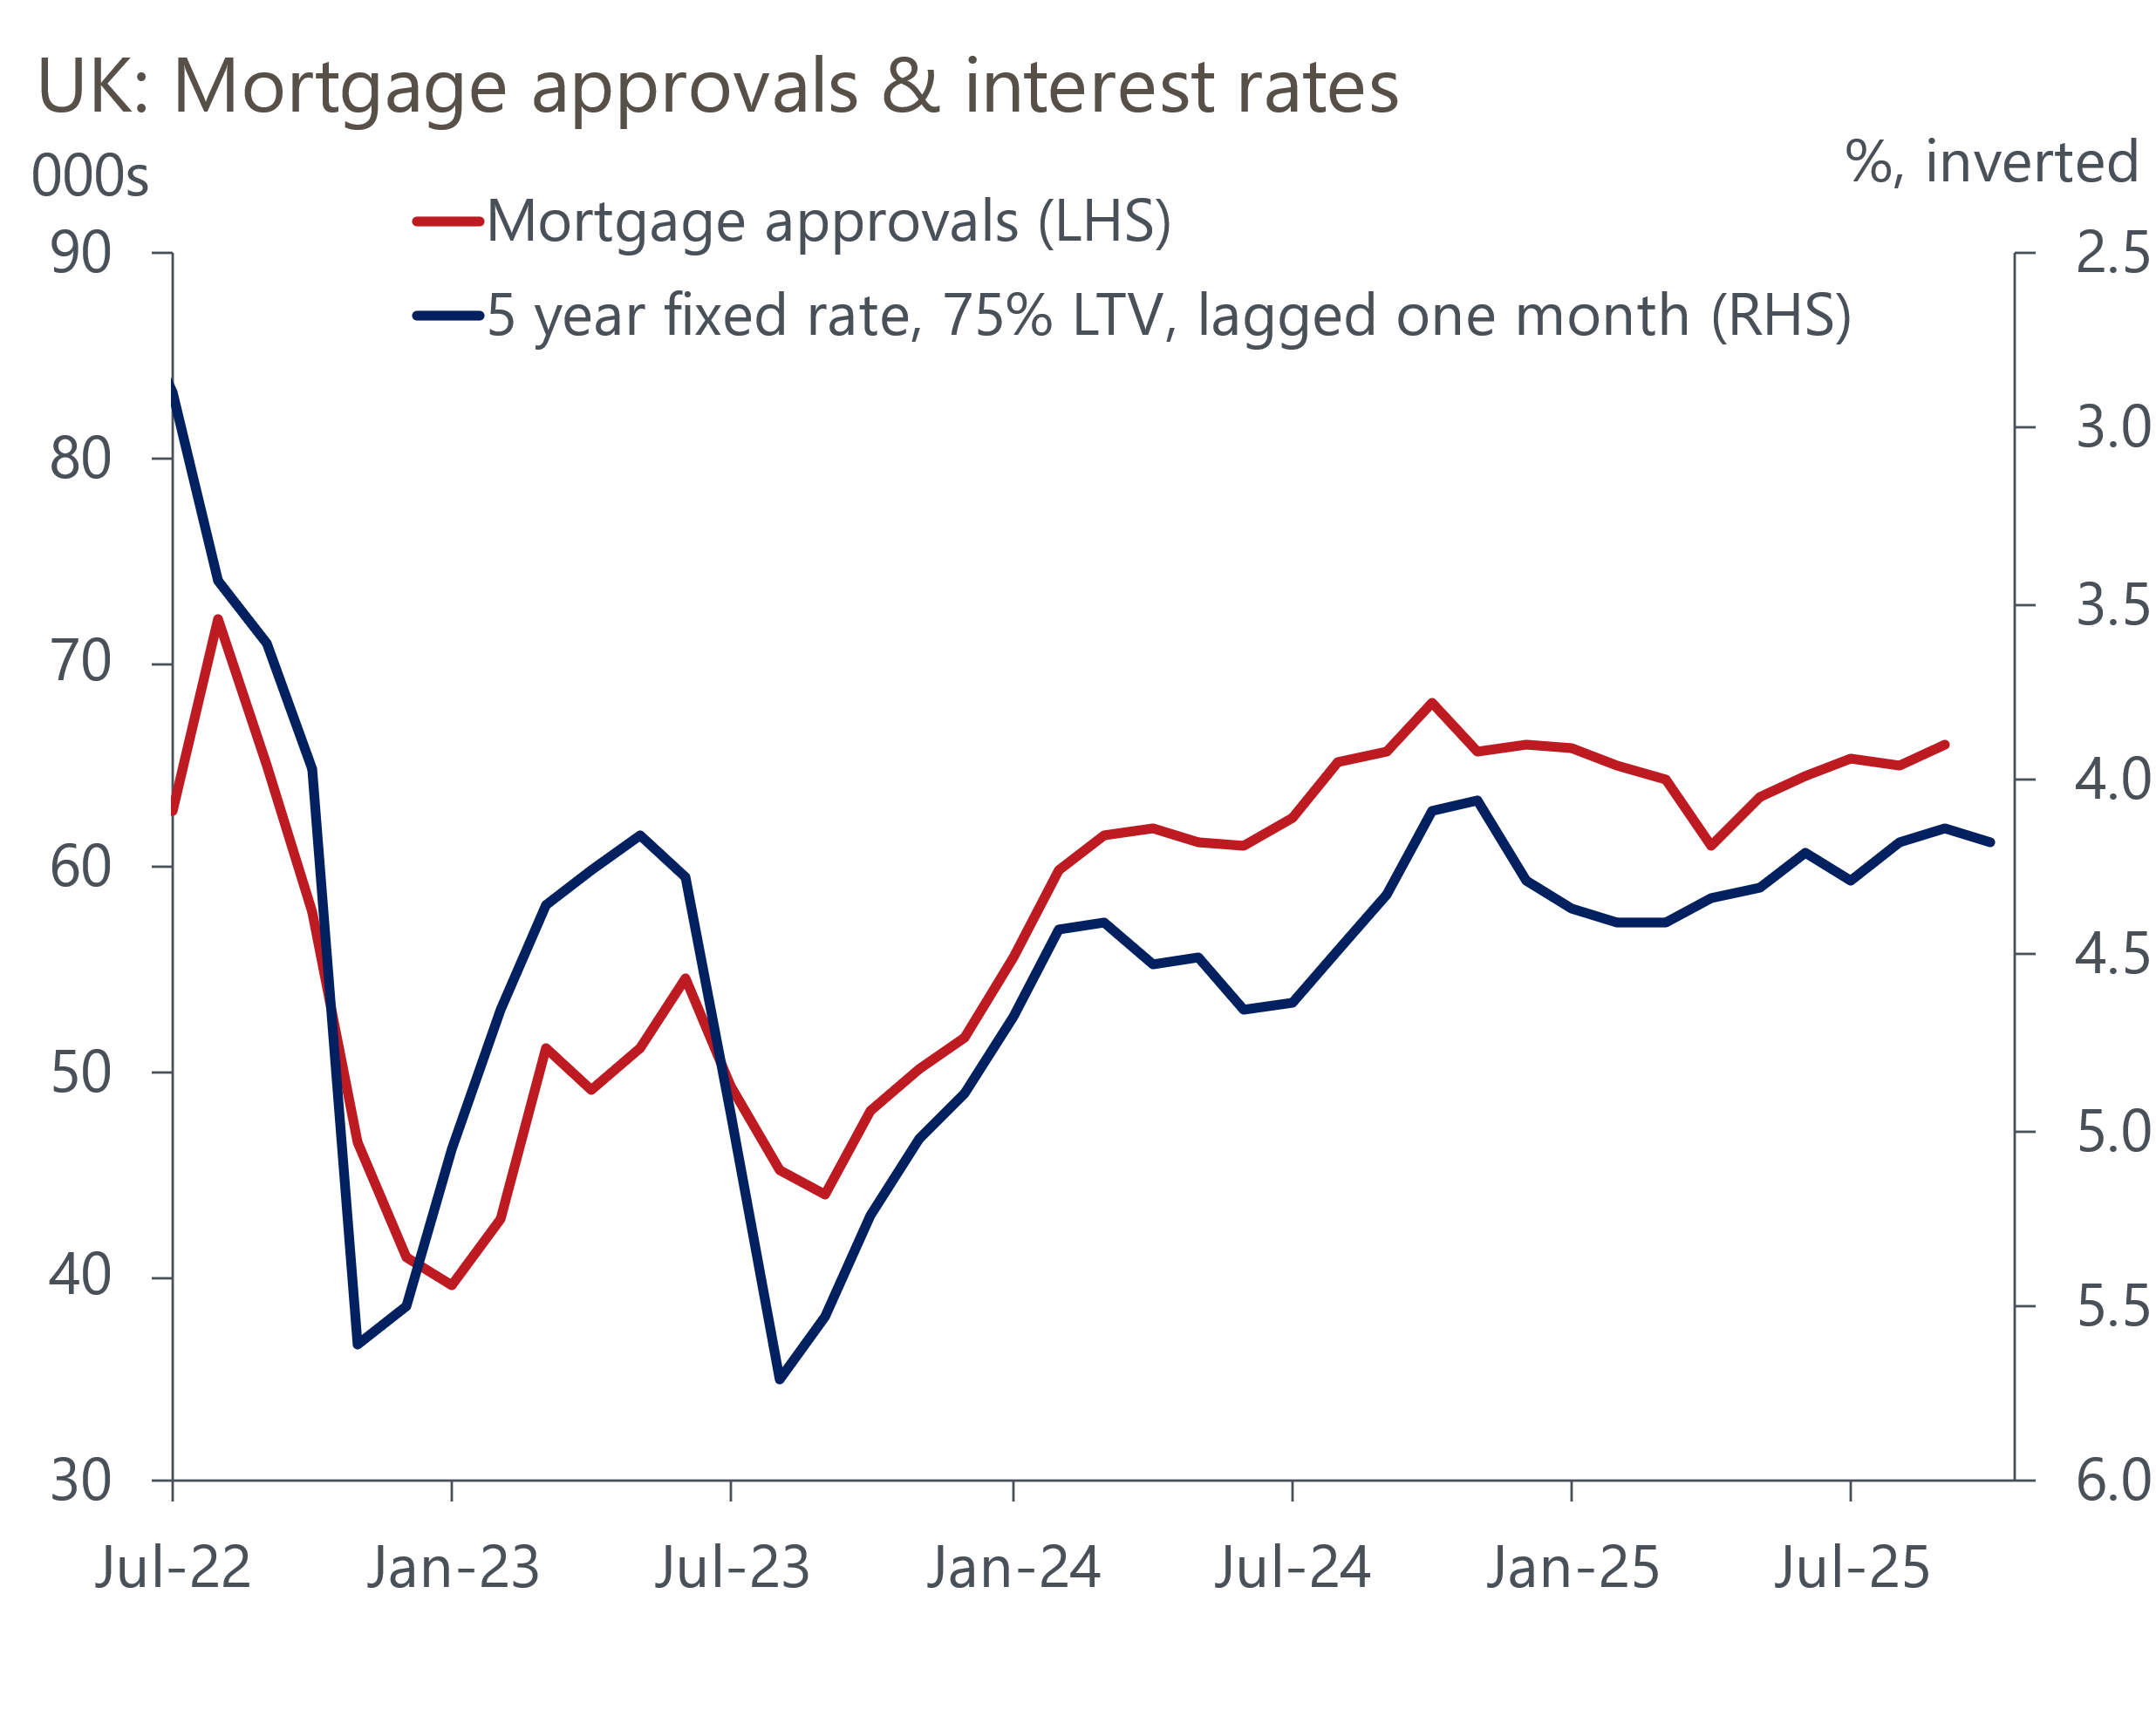 UK: Mortgage approvals & interest rates
000s
%, inverted
Mortgage approvals (LHS)
5 year fixed rate, 75% LTV, lagged one month (RHS)
90
80
70
60
50
40
30
2.5
3.0
3.5
4.0
4.5
5.0
5.5
6.0
Jul-22 Jan-23 Jul-23 Jan-24 Jul-24 Jan-25 Jul-25